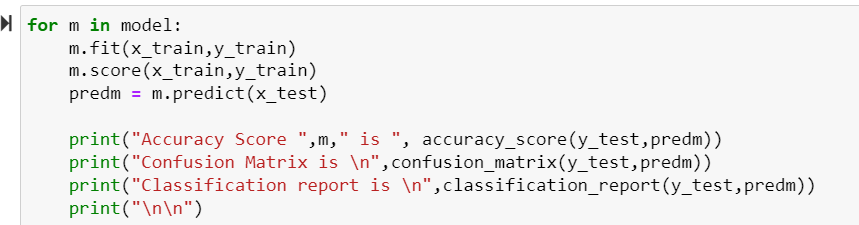 for m in model:
    m.fit(x_train,y_train)
    m.score(x_train,y_train)
    predm = m.predict(x_test)

    print("Accuracy Score ",m," is ", accuracy_score(y_test,predm))
    print("Confusion Matrix is \n",confusion_matrix(y_test,predm))
    print("Classification report is \n",classification_report(y_test,predm))
    print("\n\n")